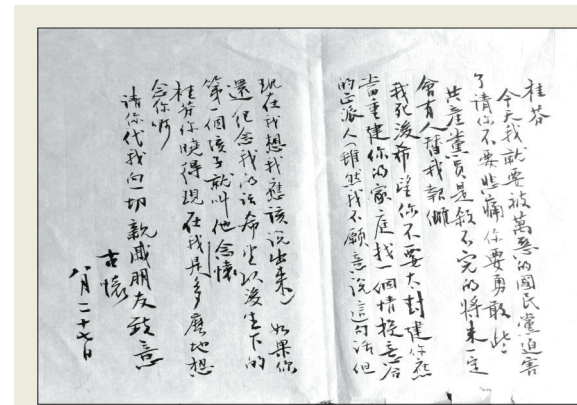 桂芬
今天我就要被萬惡的國民黨迫害
了請你不要悲痛你要勇敢些
共產黨員是殺不完的將來一定
會有人替我報
我死後希望你不要太封建你應
當重建你的家庭找一個情投意合
的正派人(雖然我不願意說這句話但
現在我想我應該說出來) 如果你
還紀念我的話希望以後生下的
第一個孩子就叫他念懷
桂芬你曉得現在我是多麼地想
念你啊
請你代我向一切親戚朋友致意
古懷
八月二十七日